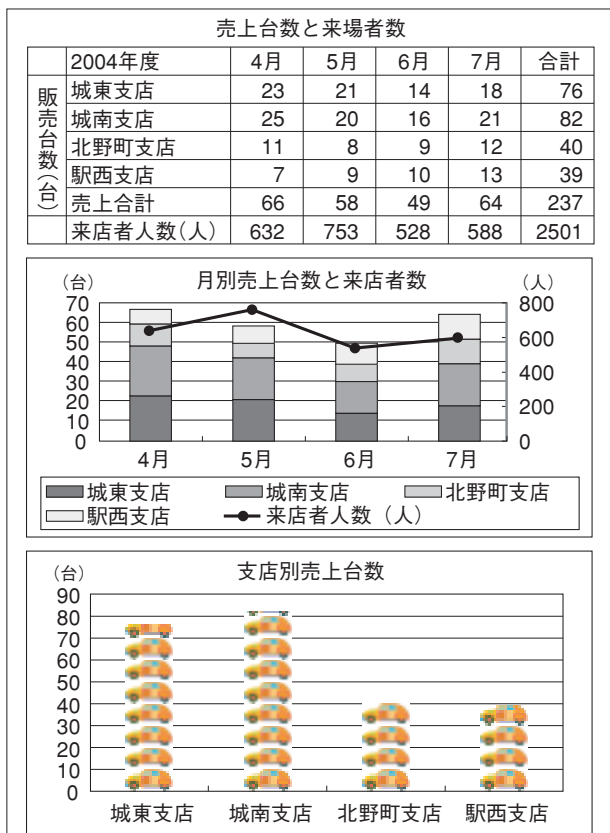 売上台数と来場者数
2004年度 4月 5月 6月 7月 合計
販売台数(台)
城東支店 23 21 14 18 76
城南支店 25 20 16 21 82
北野町支店 11 8 9 12 40
駅西支店 7 9 10 13 39
売上合計 66 58 49 64 237
来店者人数(人) 632 753 528 588 2501
(台) 月別売上台数と来店者数 (人)
70 800
60
50 600
40
30 400
20 200
10
0 0
4月 5月 6月 7月
城東支店 城南支店 北野町支店
駅西支店 来店者人数(人)
(台) 支店別売上台数
90
80
70
60
50
40
30
20
10
0
城東支店 城南支店 北野町支店 駅西支店